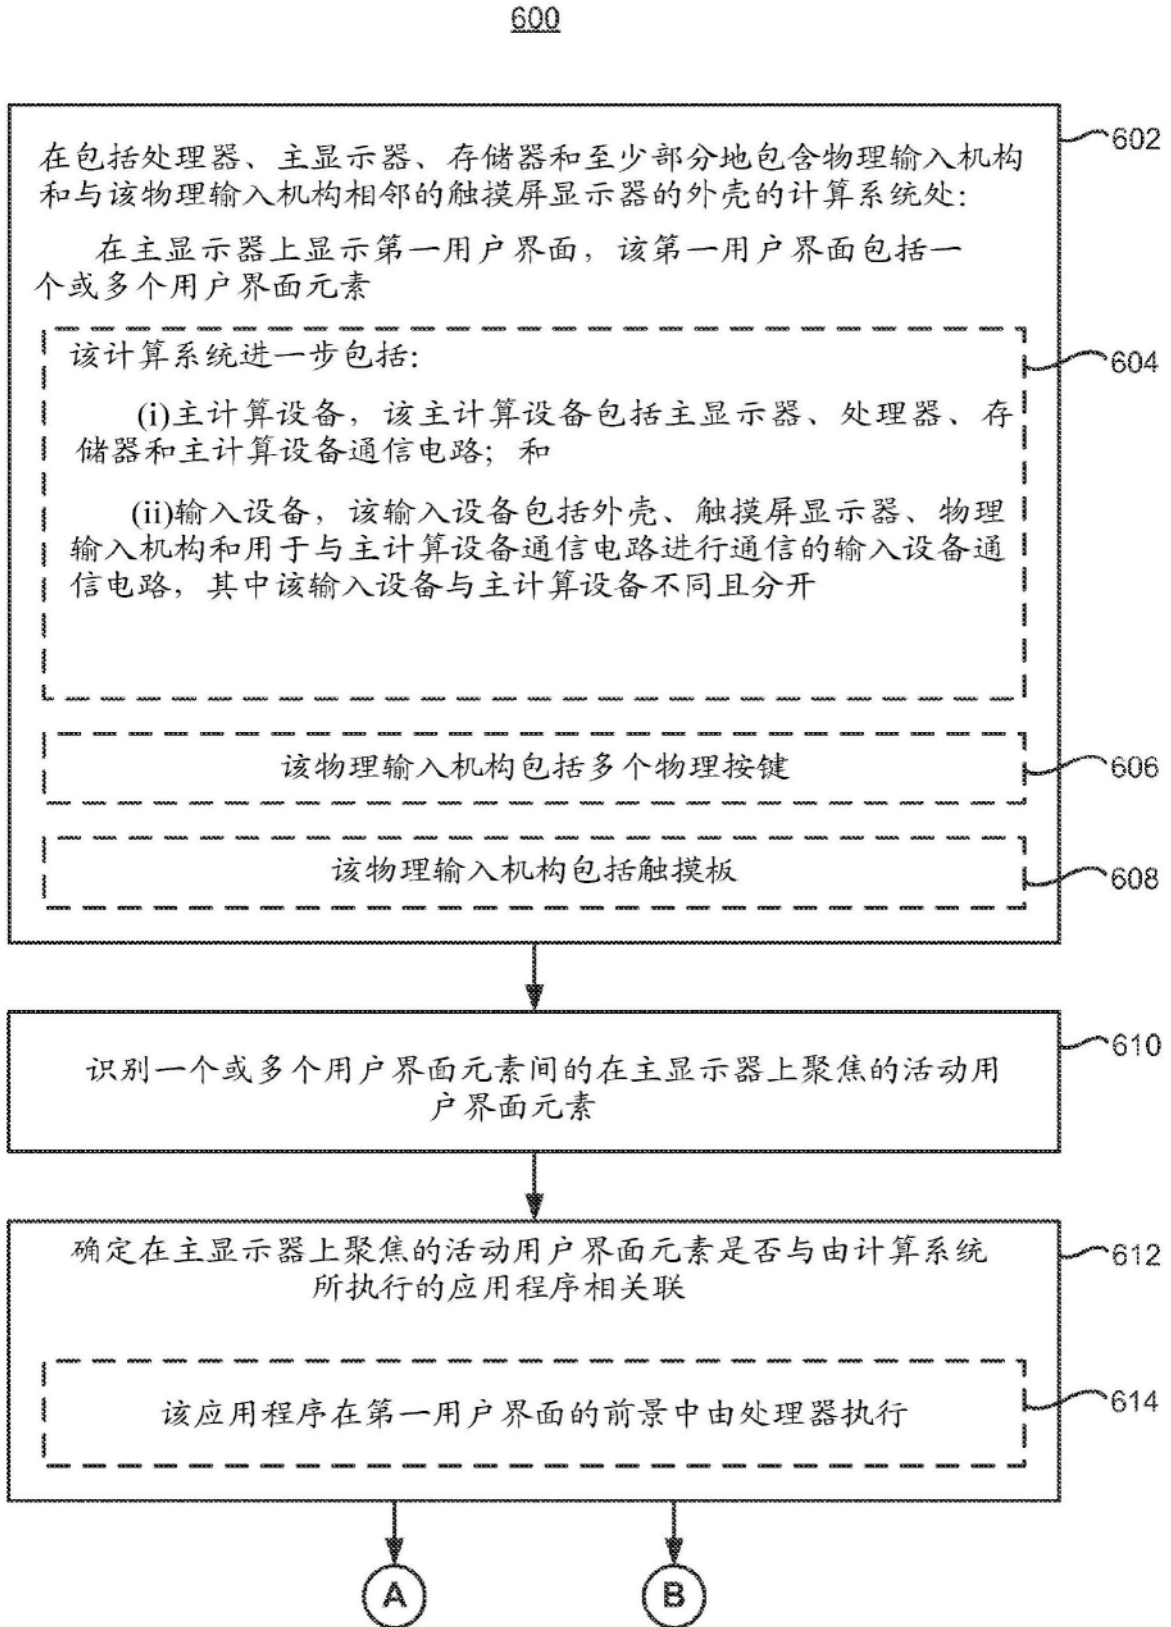 600
在包括处理器、主显示器、存储器和至少部分地包含物理输入机构
和与该物理输入机构相邻的触摸屏显示器的外壳的计算系统处：
602
在主显示器上显示第一用户界面，该第一用户界面包括一
个或多个用户界面元素
该计算系统进一步包括：
604
(i)主计算设备，该主计算设备包括主显示器、处理器、存
储器和主计算设备通信电路；和
(ii)输入设备，该输入设备包括外壳、触摸屏显示器、物理
输入机构和用于与主计算设备通信电路进行通信的输入设备通
信电路，其中该输入设备与主计算设备不同且分开
该物理输入机构包括多个物理按键
606
该物理输入机构包括触摸板
608
识别一个或多个用户界面元素间的在主显示器上聚焦的活动用
户界面元素
610
确定在主显示器上聚焦的活动用户界面元素是否与由计算系统
所执行的应用程序相关联
612
该应用程序在第一用户界面的前景中由处理器执行
614
A
B